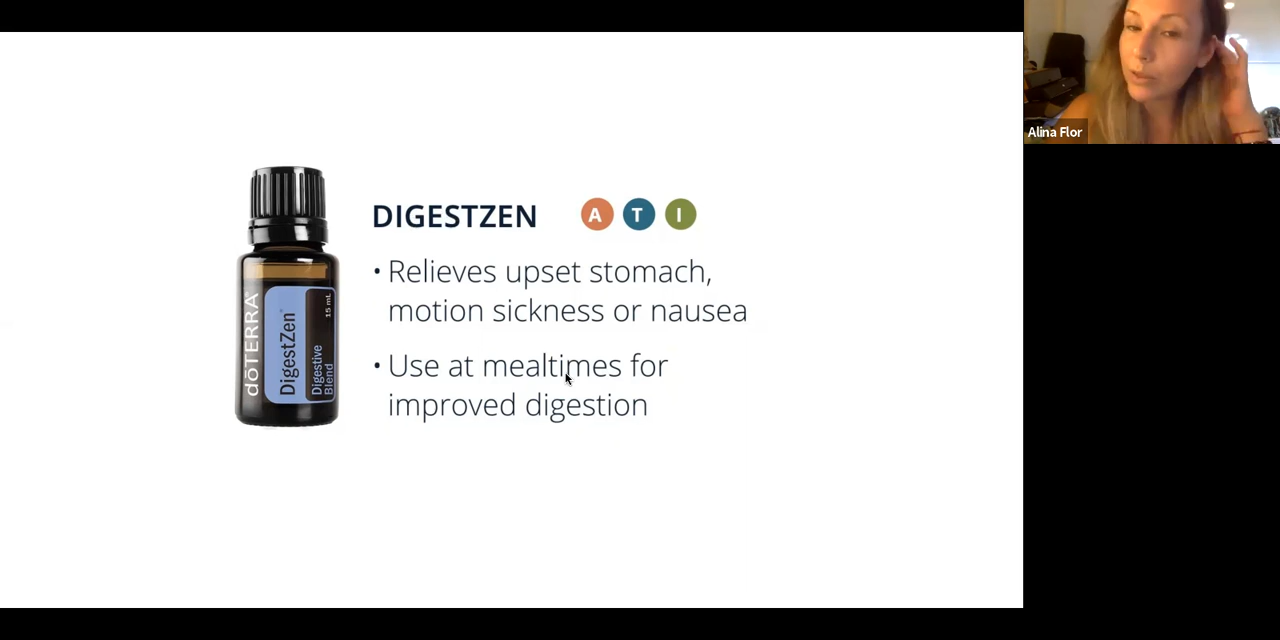 DIGESTZEN A T I
• Relieves upset stomach,
motion sickness or nausea
• Use at mealtimes for
improved digestion
dōTERRA®
DigestZen®
Digestive
Blend
15 mL
Alina Flor